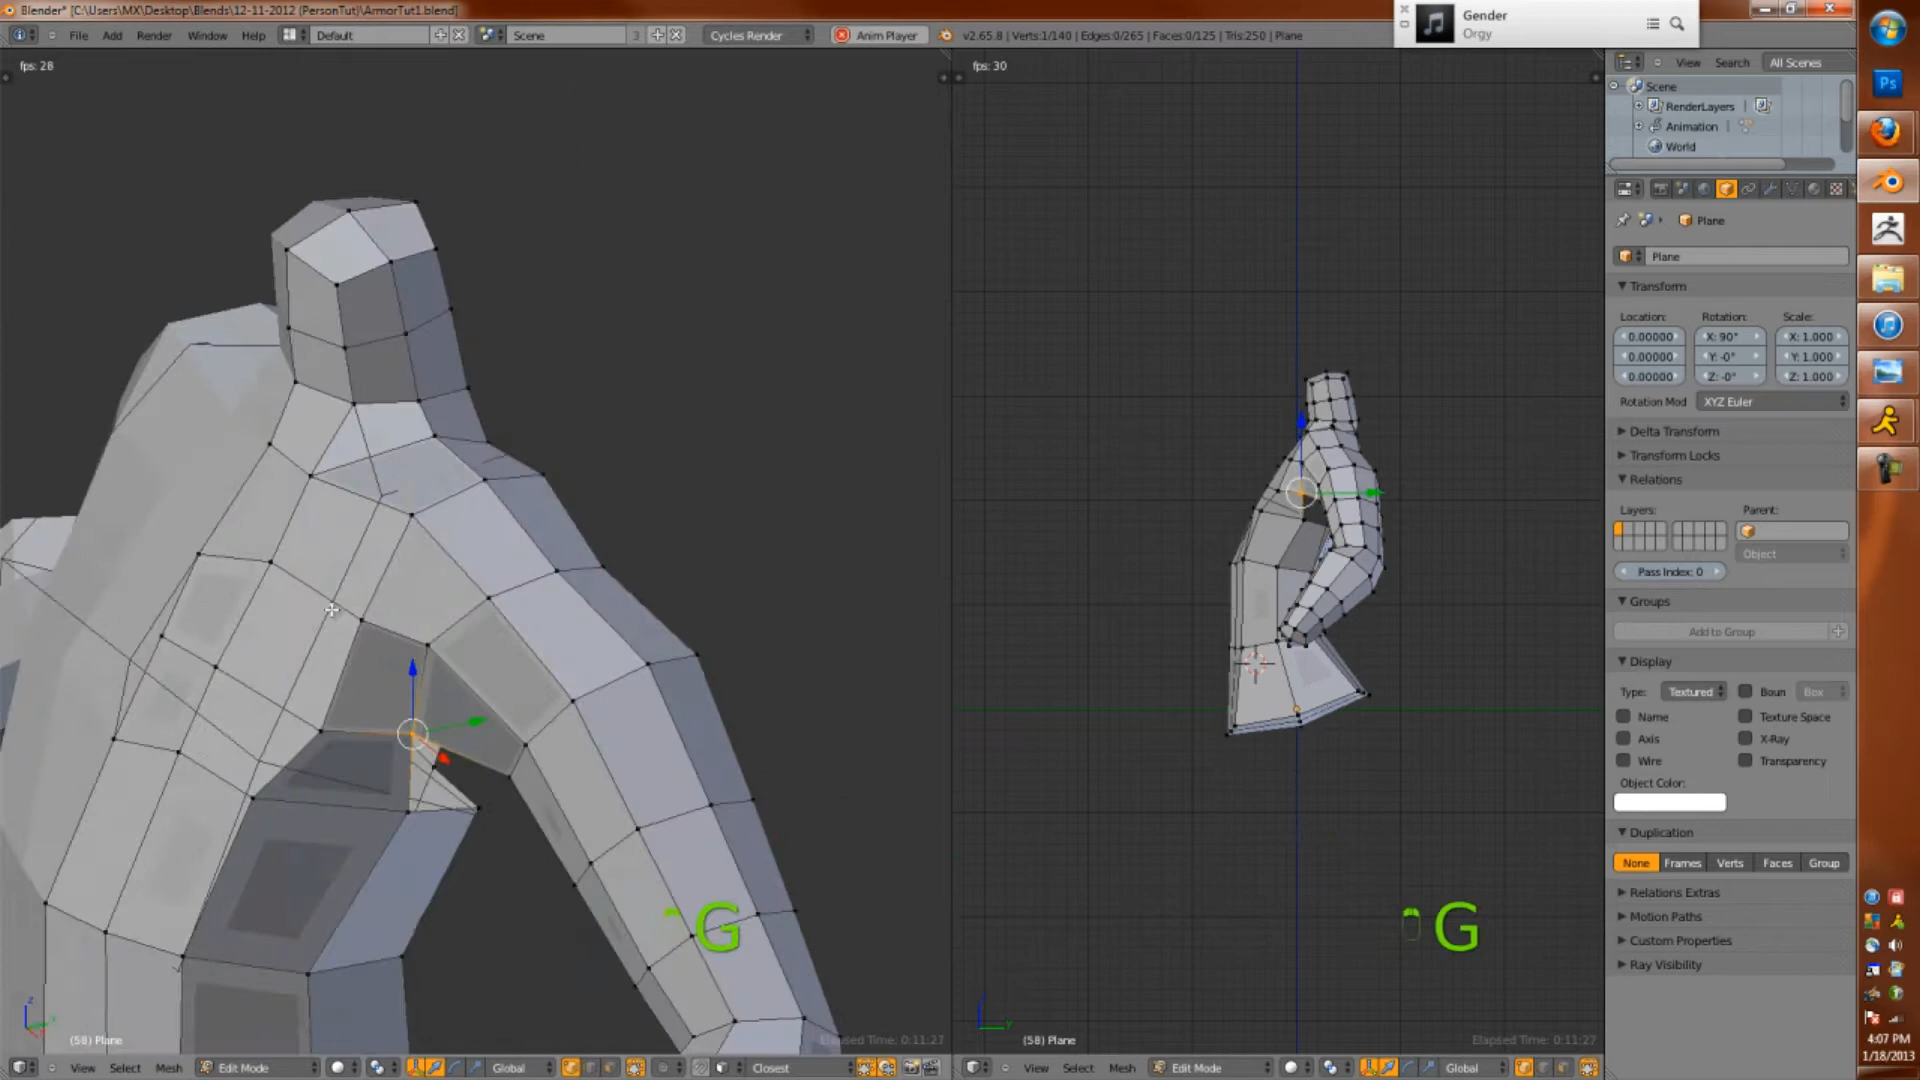 Blender* [C:\Users\MX\Desktop\Blends\12-11-2012 (PersonTut)\ArmorTut1.blend]
File Add Render Window Help Default Scene 3 Cycles Render Anim Player v2.65.8 | Verts:1/140 | Edges:0/265 | Faces:0/125 | Tris:250 | Plane
Gender
Orgy
fps: 28
fps: 30
View Search All Scenes
Scene
RenderLayers
Animation
World
Plane
Plane
Transform
Location: Rotation: Scale:
0.00000 X: 90° X: 1.000
0.00000 Y: -0° Y: 1.000
0.00000 Z: -0° Z: 1.000
Rotation Mod XYZ Euler
Delta Transform
Transform Locks
Relations
Layers: Parent:
Object
Pass Index: 0
Groups
Add to Group
Display
Type: Textured Boun Box
Name Texture Space
Axis X-Ray
Wire Transparency
Object Color:
Duplication
None Frames Verts Faces Group
Relations Extras
Motion Paths
Custom Properties
Ray Visibility
G
G
Z
Y
(58) Plane
Elapsed Time: 0:11:27
(58) Plane
Elapsed Time: 0:11:27
View Select Mesh Edit Mode Global Closest
View Select Mesh Edit Mode Global
Ps
4:07 PM
1/18/2013